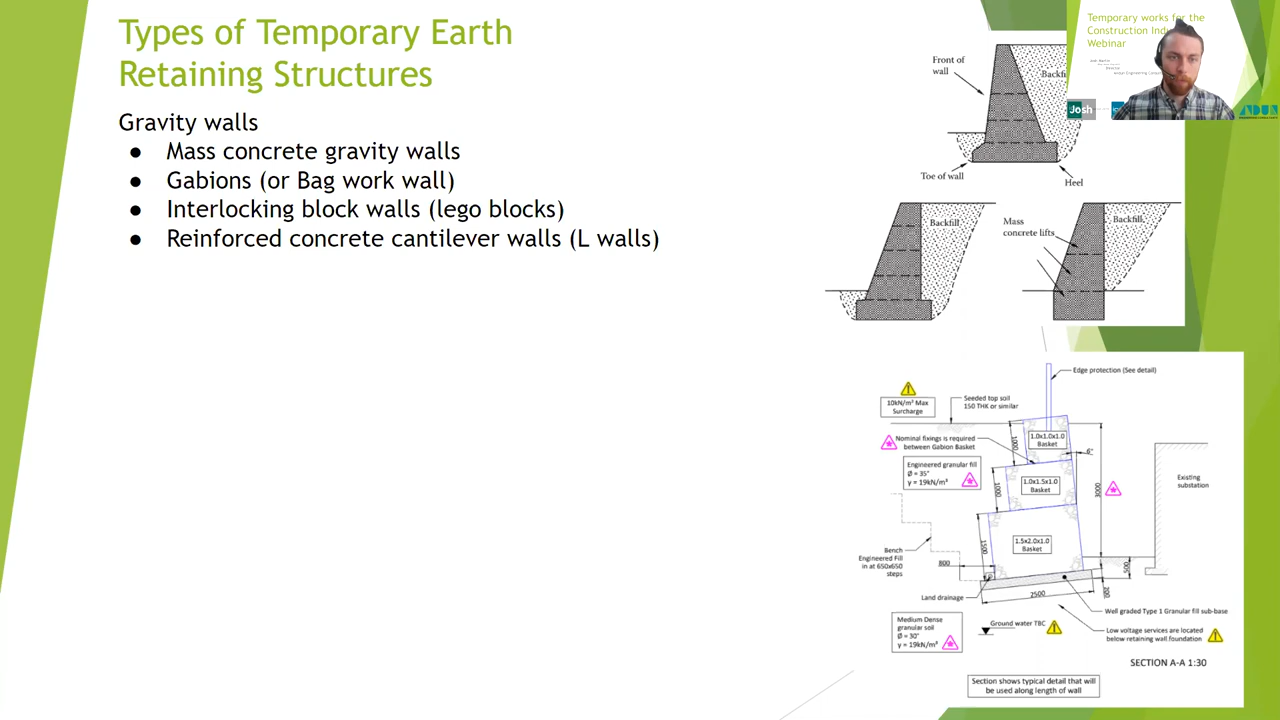 Types of Temporary Earth
Retaining Structures
Gravity walls
● Mass concrete gravity walls
● Gabions (or Bag work wall)
● Interlocking block walls (lego blocks)
● Reinforced concrete cantilever walls (L walls)
Temporary works for the
Construction
Webinar
Josh
Front of
wall
Toe of wall
Heel
Backfill
Mass
concrete lifts
Backfill
Edge protection (See detail)
10kN/m² Max
Surcharge
Seeded top soil
150 THK or similar
Nominal fixings is required
between Gabion Basket
1.0x1.0x1.0
Basket
1000
6°
Engineered granular fill
Ø = 35°
γ = 19kN/m³
1.0x1.5x1.0
Basket
1000
3000
Existing
substation
1.5x2.0x1.0
Basket
1500
Bench
Engineered Fill
in at 650x650
steps
800
500
200
2500
Land drainage
Well graded Type 1 Granular fill sub-base
Medium Dense
granular soil
Ø = 30°
γ = 19kN/m³
Ground water TBC
Low voltage services are located
below retaining wall foundation
SECTION A-A 1:30
Section shows typical detail that will
be used along length of wall